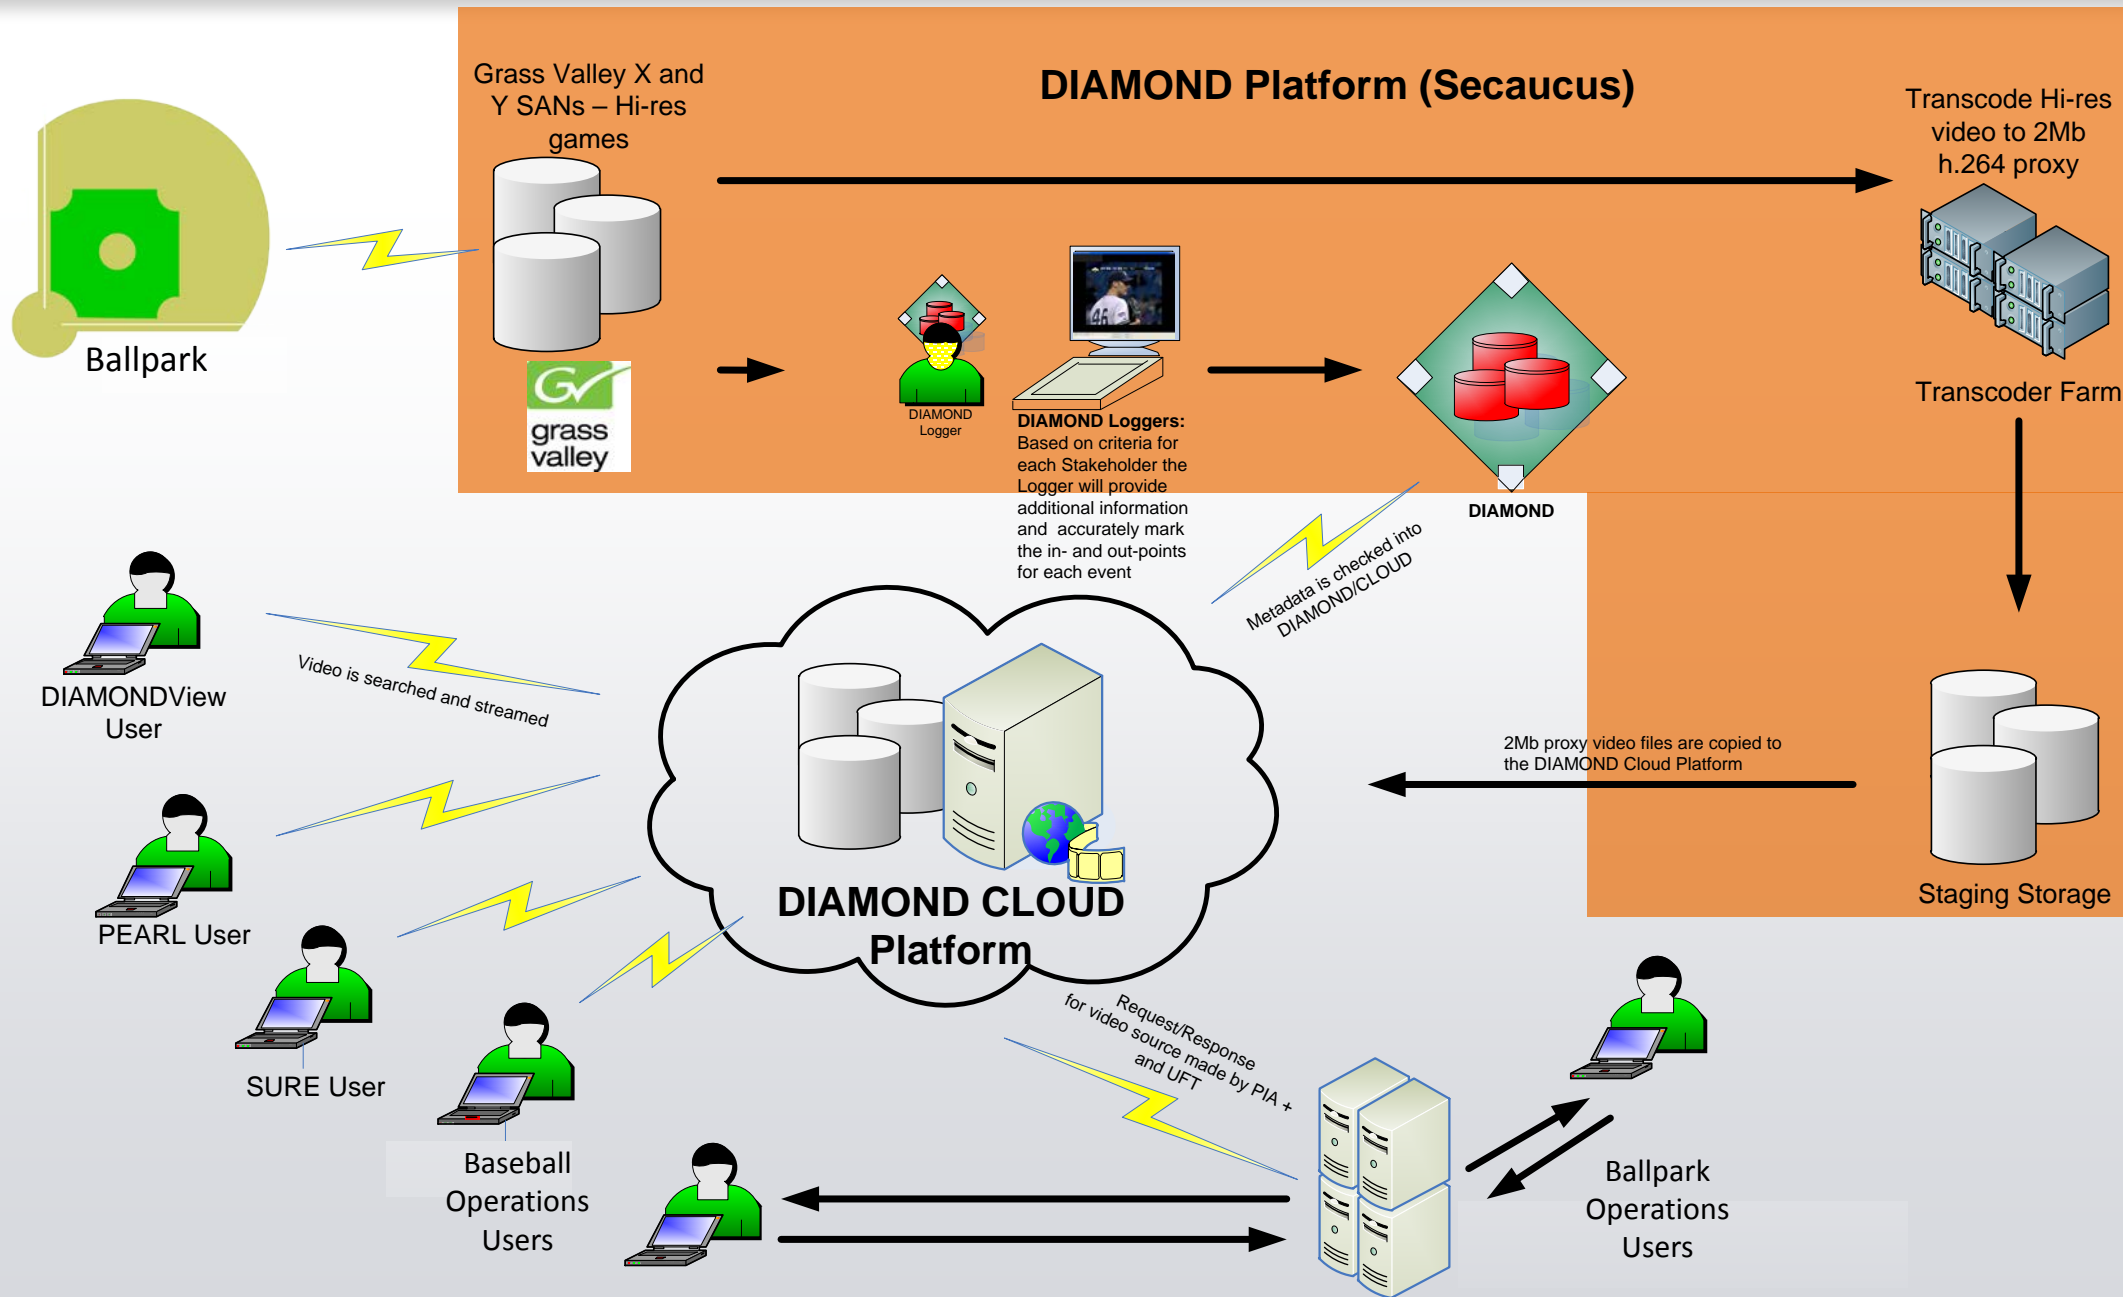 Grass Valley X and
Y SANs – Hi-res
games
DIAMOND Platform (Secaucus)
Transcode Hi-res
video to 2Mb
h.264 proxy
Ballpark
GV
grass
valley
46
DIAMOND
Logger
DIAMOND Loggers:
Based on criteria for
each Stakeholder the
Logger will provide
additional information
and accurately mark
the in- and out-points
for each event
DIAMOND
Transcoder Farm
Metadata is checked into
DIAMOND/CLOUD
DIAMONDView
User
Video is searched and streamed
2Mb proxy video files are copied to
the DIAMOND Cloud Platform
Staging Storage
DIAMOND CLOUD
Platform
PEARL User
SURE User
Request/Response
for video source made by PIA +
and UFT
Baseball
Operations
Users
Ballpark
Operations
Users